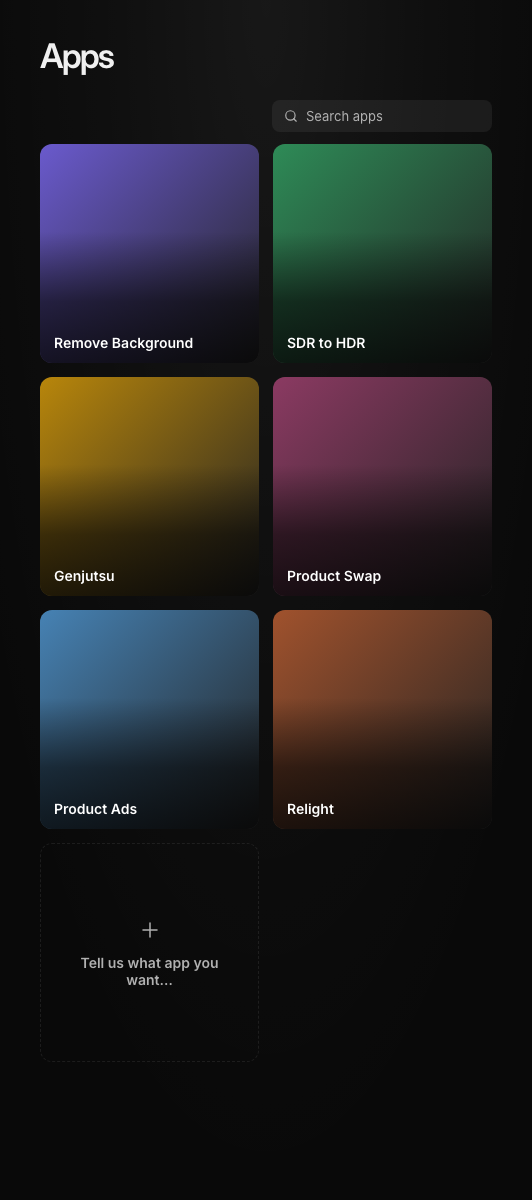 Apps
Search apps
Remove Background
SDR to HDR
Genjutsu
Product Swap
Product Ads
Relight
Tell us what app you
want...